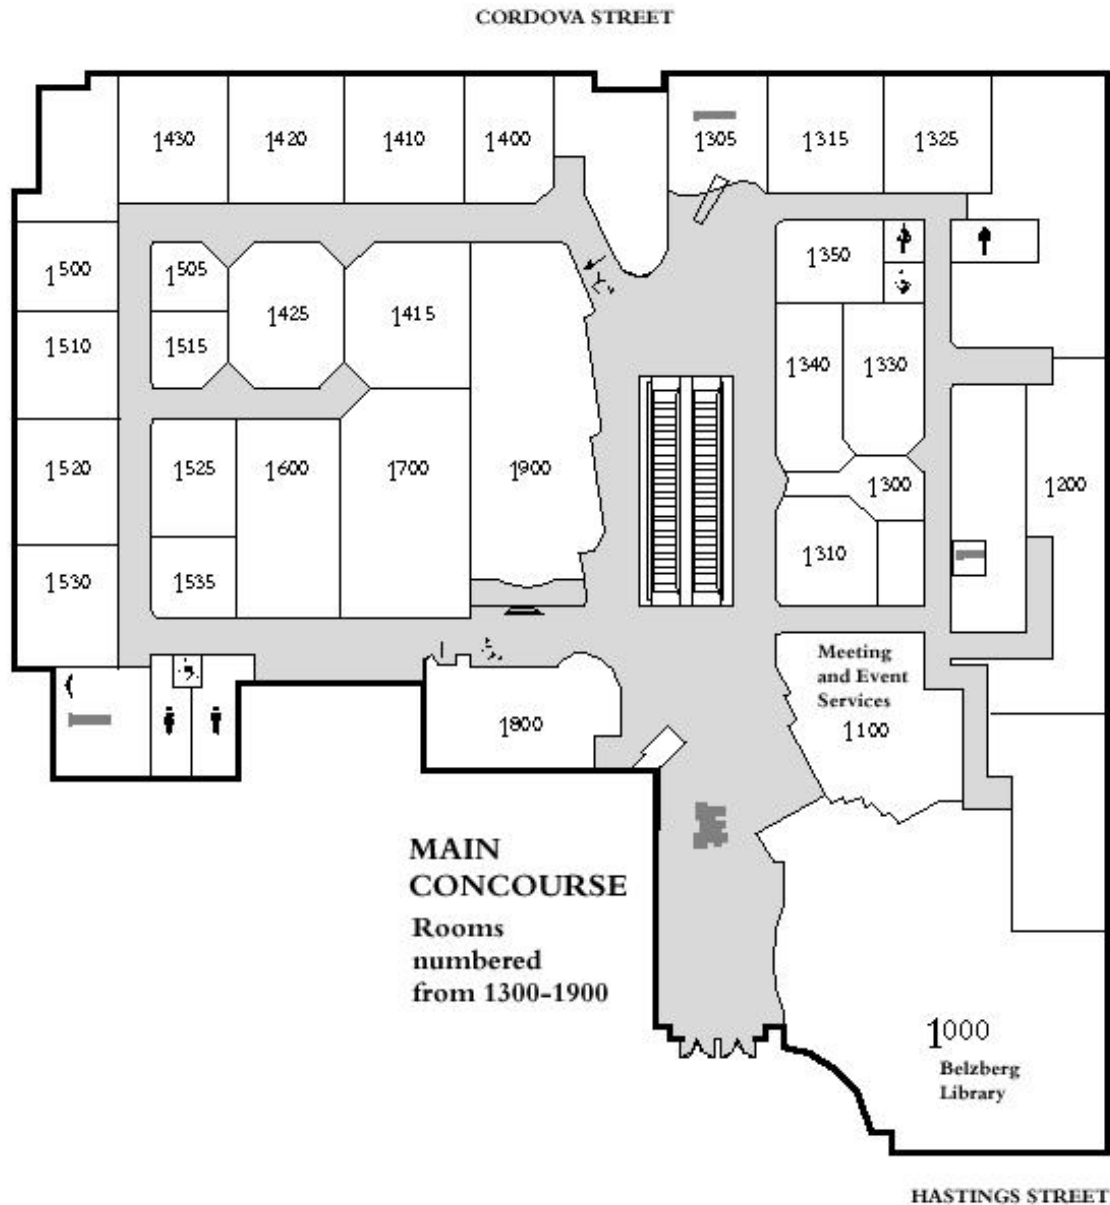 CORDOVA STREET
1430
1420
1410
1400
1305
1315
1325
1500
1505
1425
1415
1350
1510
1515
1340
1330
1520
1525
1600
1700
1900
1300
1200
1530
1535
1310
Meeting
and Event
Services
1800
1100
MAIN
CONCOURSE
Rooms
numbered
from 1300-1900
1000
Belzberg
Library
HASTINGS STREET